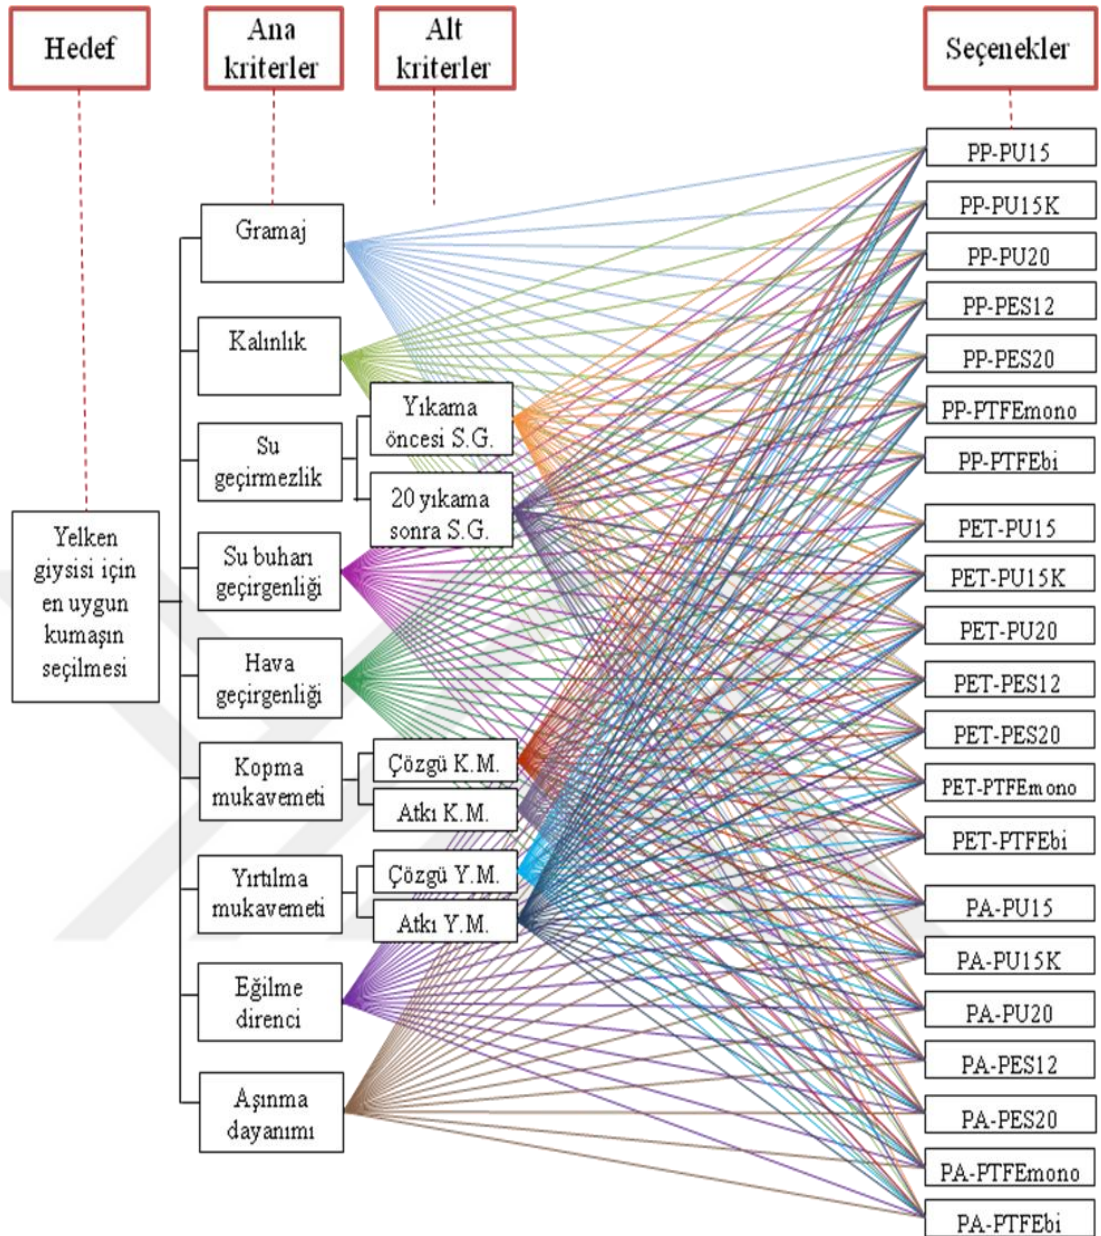 Hedef
Ana
kriterler
Alt
kriterler
Seçenekler
Yelken
giysisi için
en uygun
kumaşın
seçilmesi
Gramaj
Kalınlık
Su
geçirmezlik
Su buharı
geçirgenliği
Hava
geçirgenliği
Kopma
mukavemeti
Yırtılma
mukavemeti
Eğilme
direnci
Aşınma
dayanımı
Yıkama
öncesi S.G.
20 yıkama
sonra S.G.
Çözgü K.M.
Atkı K.M.
Çözgü Y.M.
Atkı Y.M.
PP-PU15
PP-PU15K
PP-PU20
PP-PES12
PP-PES20
PP-PTFEmono
PP-PTFEbi
PET-PU15
PET-PU15K
PET-PU20
PET-PES12
PET-PES20
PET-PTFEmono
PET-PTFEbi
PA-PU15
PA-PU15K
PA-PU20
PA-PES12
PA-PES20
PA-PTFEmono
PA-PTFEbi